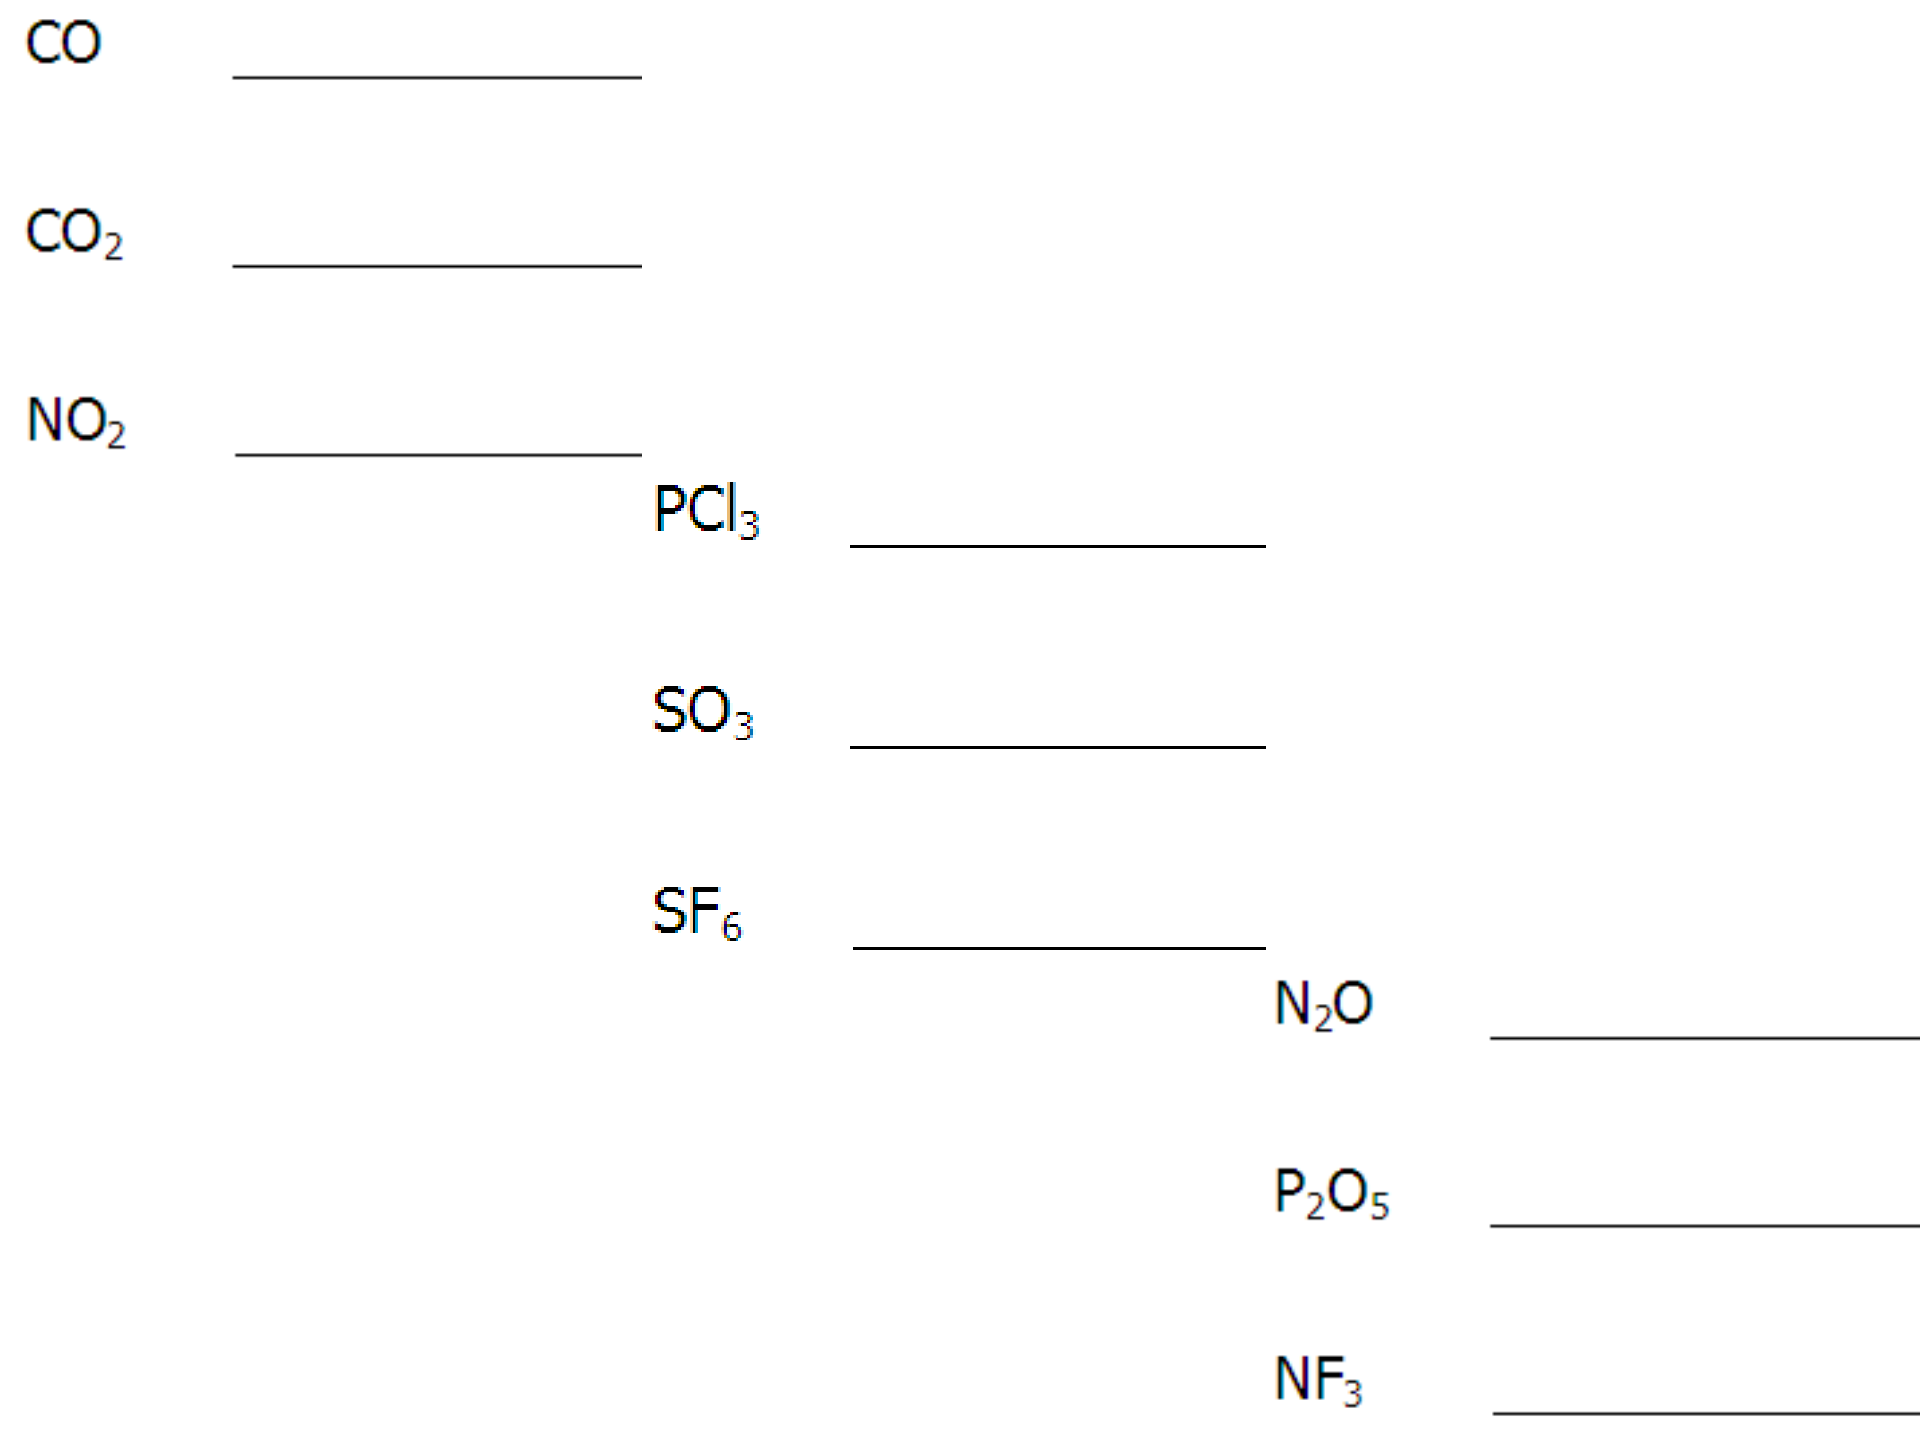 CO
CO₂
NO₂
PCl₃
SO₃
SF₆
N₂O
P₂O₅
NF₃